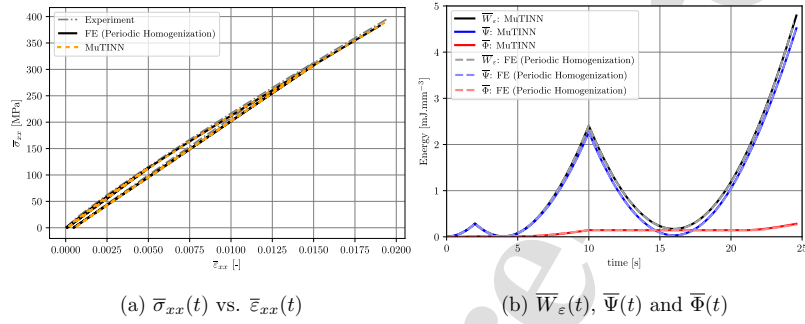 Experiment
FE (Periodic Homogenization)
MuTINN
400
350
300
250
200
150
100
50
0
σ̅xx [MPa]
0.0000 0.0025 0.0050 0.0075 0.0100 0.0125 0.0150 0.0175 0.0200
ε̅xx [-]
(a) σ̅xx(t) vs. ε̅xx(t)
W̅ε: MuTINN
Ψ̅: MuTINN
Φ̅: MuTINN
W̅ε: FE (Periodic Homogenization)
Ψ̅: FE (Periodic Homogenization)
Φ̅: FE (Periodic Homogenization)
5
4
3
2
1
0
Energy [mJ.mm⁻³]
0 5 10 15 20 25
time [s]
(b) W̅ε(t), Ψ̅(t) and Φ̅(t)